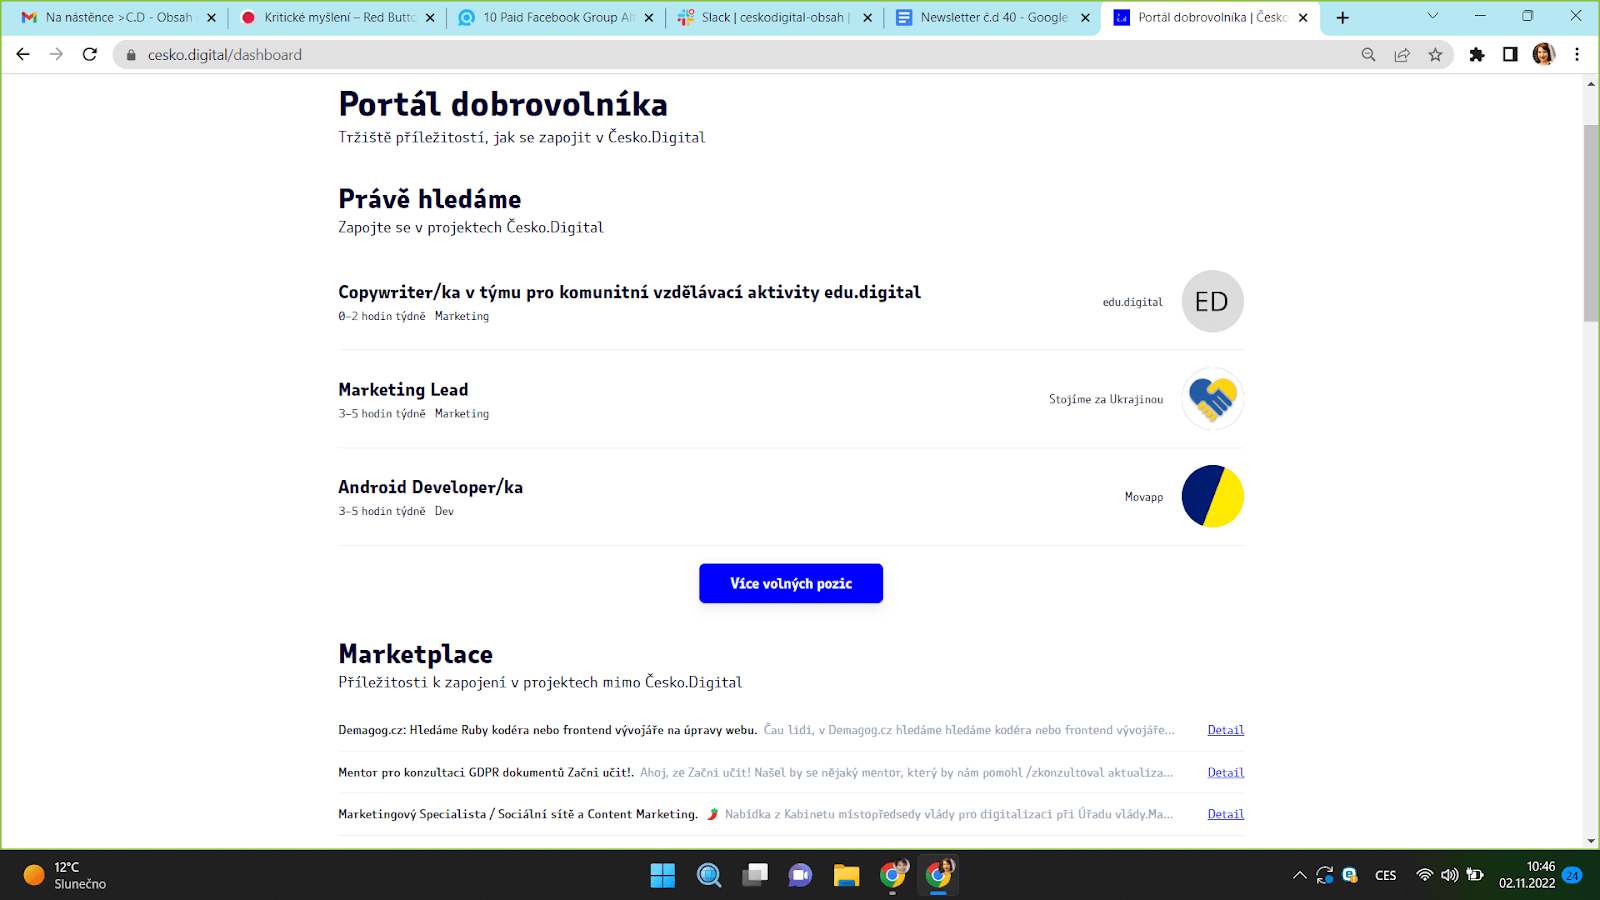 Na nástěnce >C.D - Obsah
Kritické myšlení – Red Butto
10 Paid Facebook Group Alt
Slack | ceskodigital-obsah |
Newsletter č.d 40 - Google
č.d
Portál dobrovolníka | Česko
cesko.digital/dashboard
Portál dobrovolníka
Tržiště příležitostí, jak se zapojit v Česko.Digital
Právě hledáme
Zapojte se v projektech Česko.Digital
Copywriter/ka v týmu pro komunitní vzdělávací aktivity edu.digital
0–2 hodin týdně Marketing
edu.digital
ED
Marketing Lead
3–5 hodin týdně Marketing
Stojíme za Ukrajinou
Android Developer/ka
3–5 hodin týdně Dev
Movapp
Více volných pozic
Marketplace
Příležitosti k zapojení v projektech mimo Česko.Digital
Demagog.cz: Hledáme Ruby kodéra nebo frontend vývojáře na úpravy webu. Čau lidi, v Demagog.cz hledáme hledáme kodéra nebo frontend vývojáře... Detail
Mentor pro konzultaci GDPR dokumentů Začni učit!. Ahoj, ze Začni učit! Našel by se nějaký mentor, který by nám pomohl /zkonzultoval aktualiza... Detail
Marketingový Specialista / Sociální sítě a Content Marketing. 🌶️ Nabídka z Kabinetu místopředsedy vlády pro digitalizaci při Úřadu vlády.Ma... Detail
12°C
Slunečno
CES
10:46
02.11.2022
24